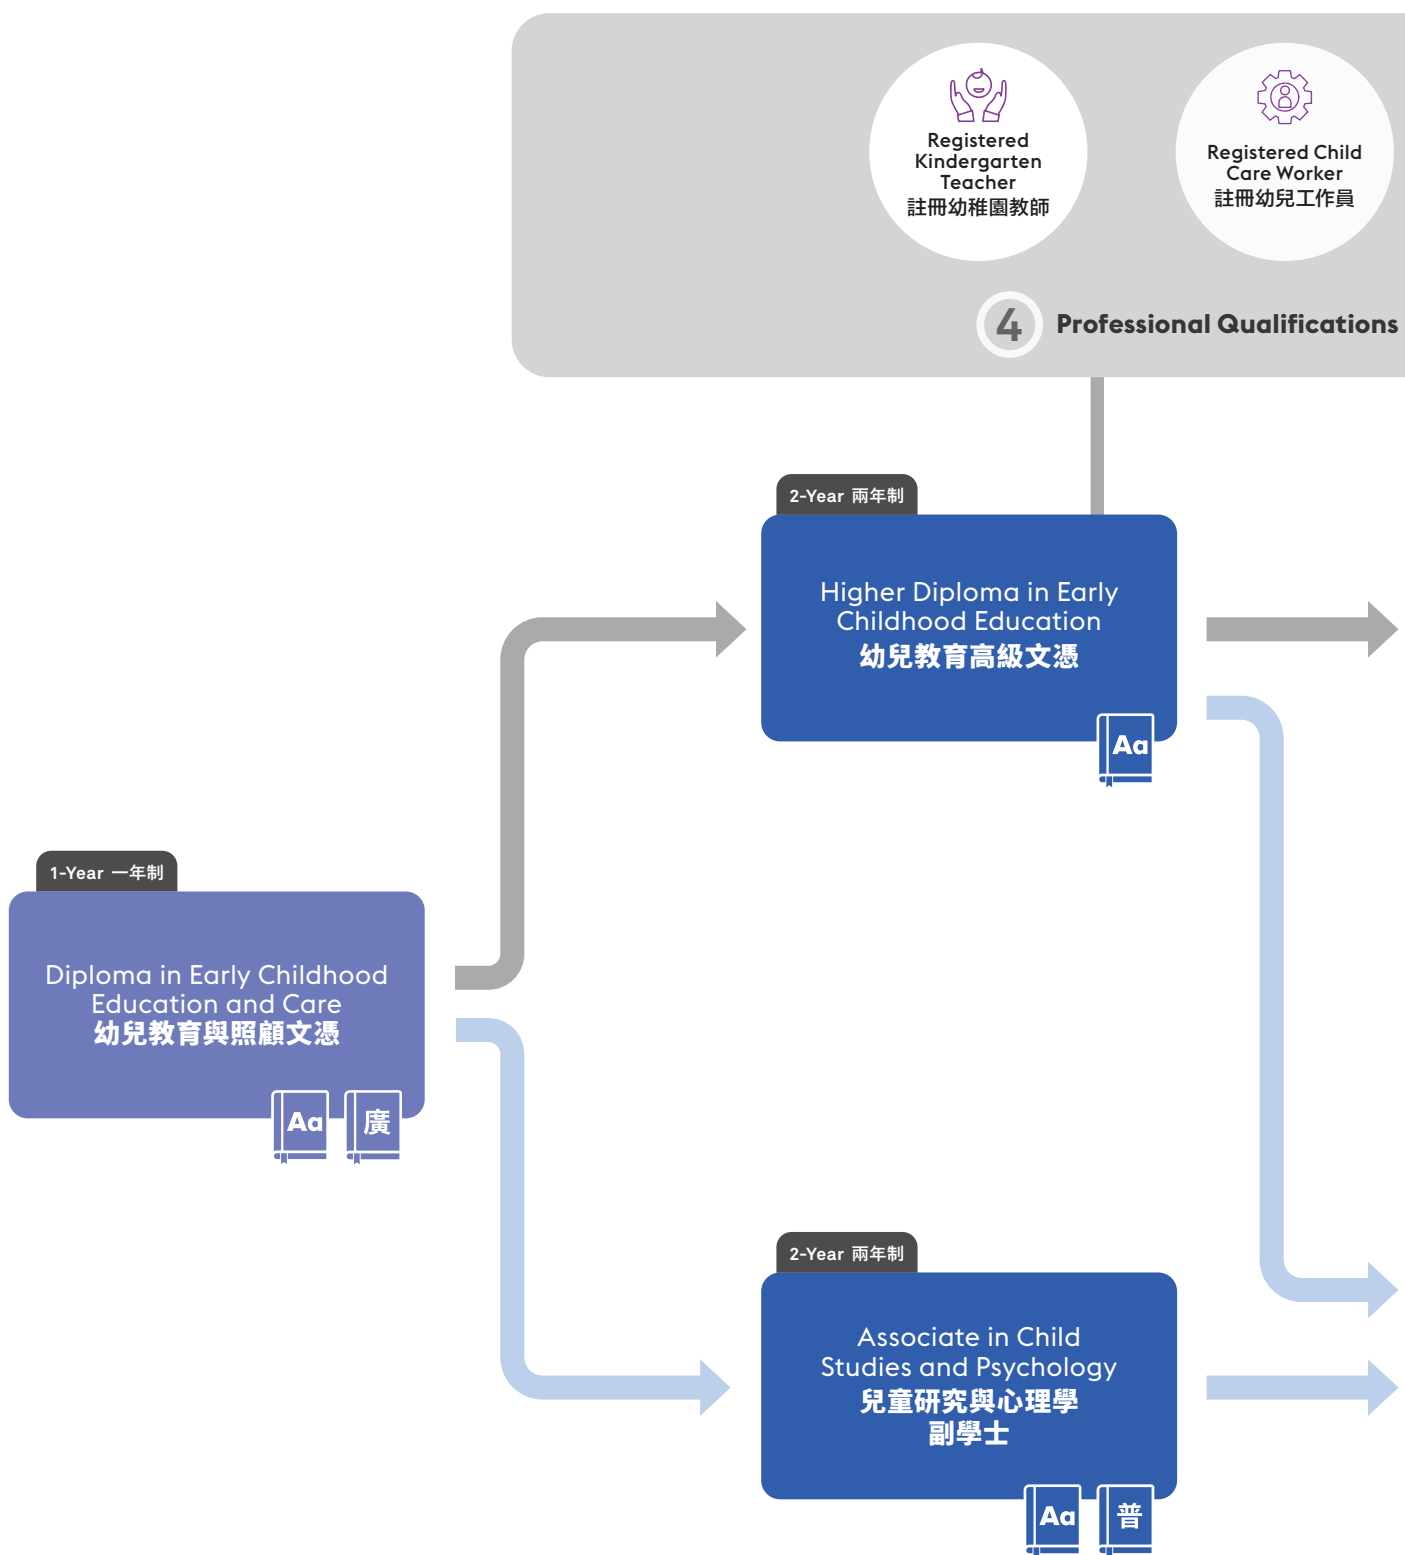 Registered
Kindergarten
Teacher
註冊幼稚園教師
Registered Child
Care Worker
註冊幼兒工作員
4 Professional Qualifications
2-Year 兩年制
Higher Diploma in Early
Childhood Education
幼兒教育高級文憑
Aa
1-Year 一年制
Diploma in Early Childhood
Education and Care
幼兒教育與照顧文憑
Aa 廣
2-Year 兩年制
Associate in Child
Studies and Psychology
兒童研究與心理學
副學士
Aa 普